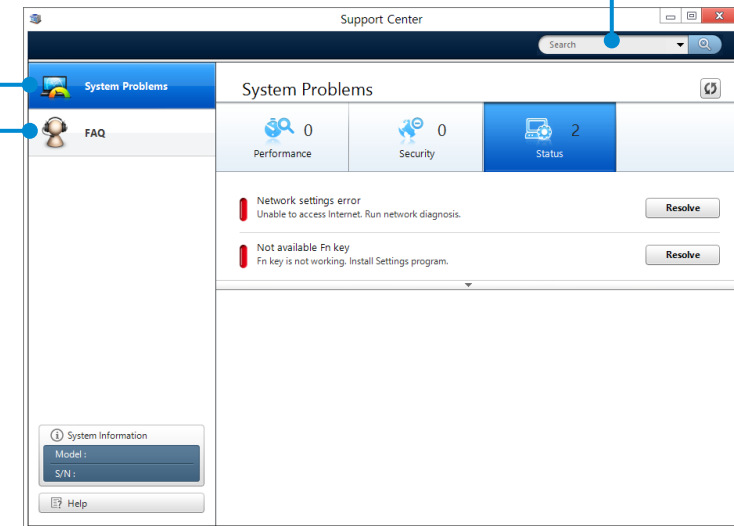 Support Center
Search
System Problems
FAQ
System Problems
0
Performance
0
Security
2
Status
Network settings error
Unable to access Internet. Run network diagnosis.
Resolve
Not available Fn key
Fn key is not working. Install Settings program.
Resolve
System Information
Model :
S/N :
Help